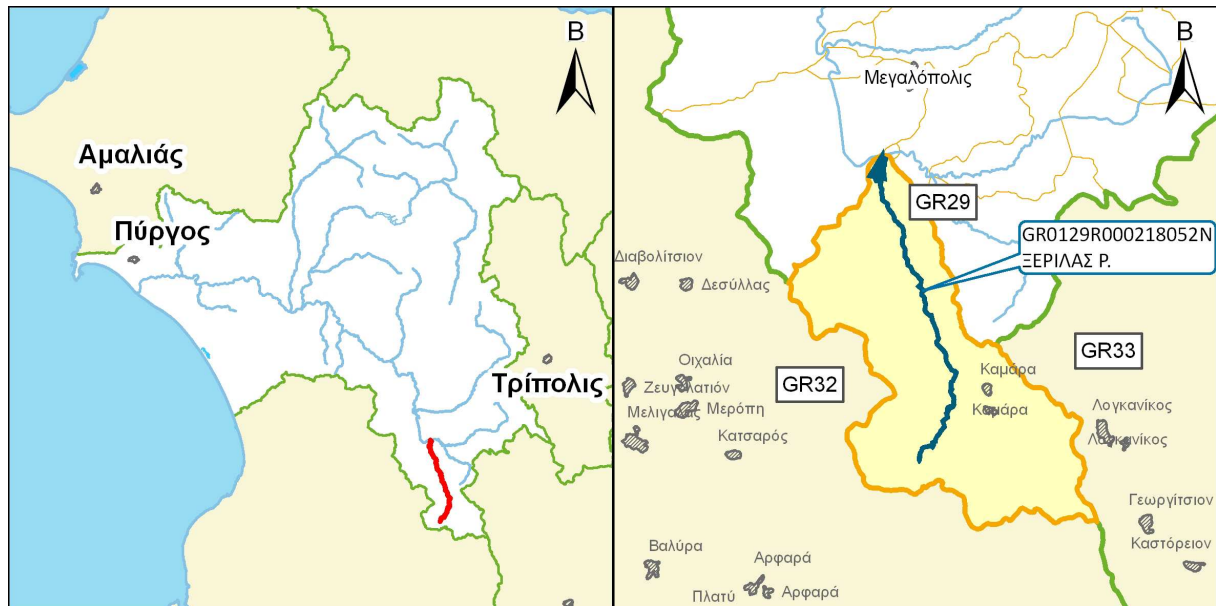 Β
Αμαλιάς
Πύργος
Τρίπολις
Β
Μεγαλόπολις
GR29
GR0129R000218052N
ΞΕΡΙΛΑΣ Ρ.
Διαβολίτσιον
Δεσύλλας
GR33
GR32
Οιχαλία
Καμάρα
Ζευγολατιόν
Μερόπη
Καμάρα
Λογκανίκος
Μελιγαλάς
Κατσαρός
Λογκανίκος
Γεωργίτσιον
Καστόρειον
Βαλύρα
Αρφαρά
Πλατύ
Αρφαρά